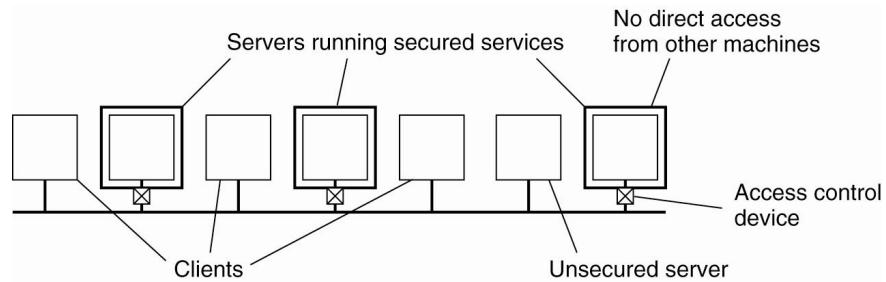 No direct access
from other machines
Servers running secured services
Access control
device
Clients
Unsecured server